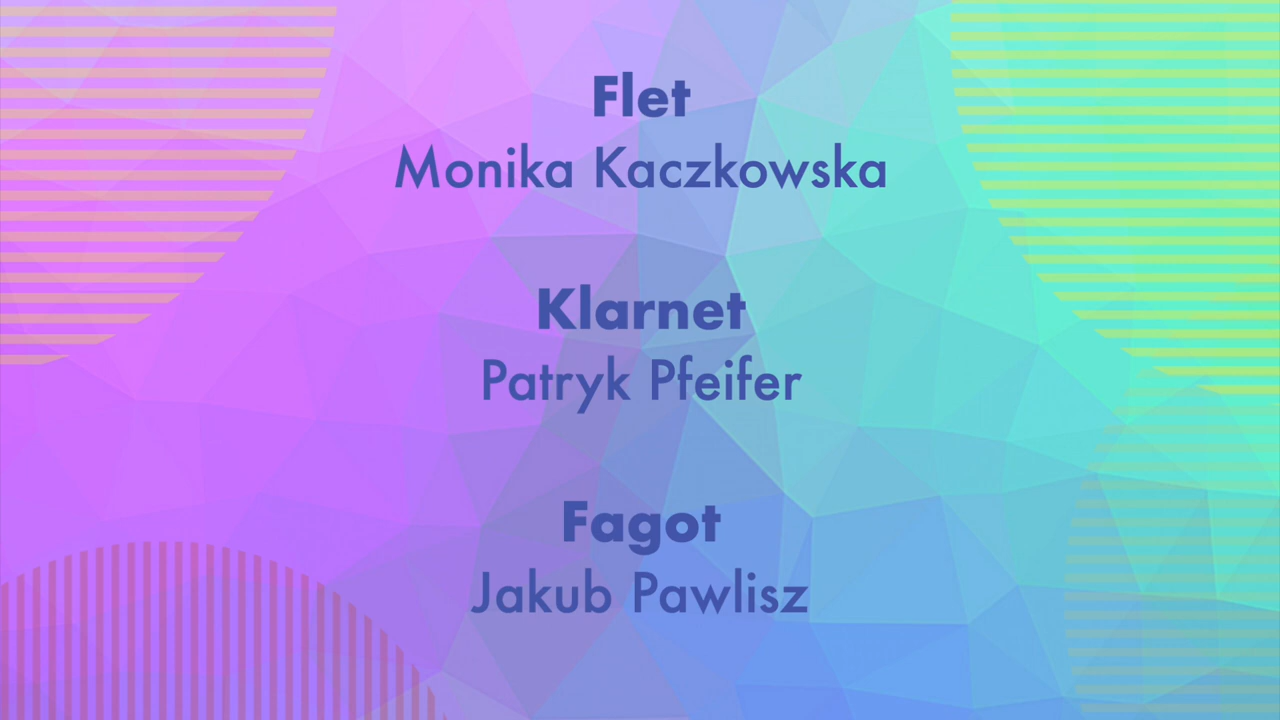 Flet
Monika Kaczkowska
Klarnet
Patryk Pfeifer
Fagot
Jakub Pawlisz